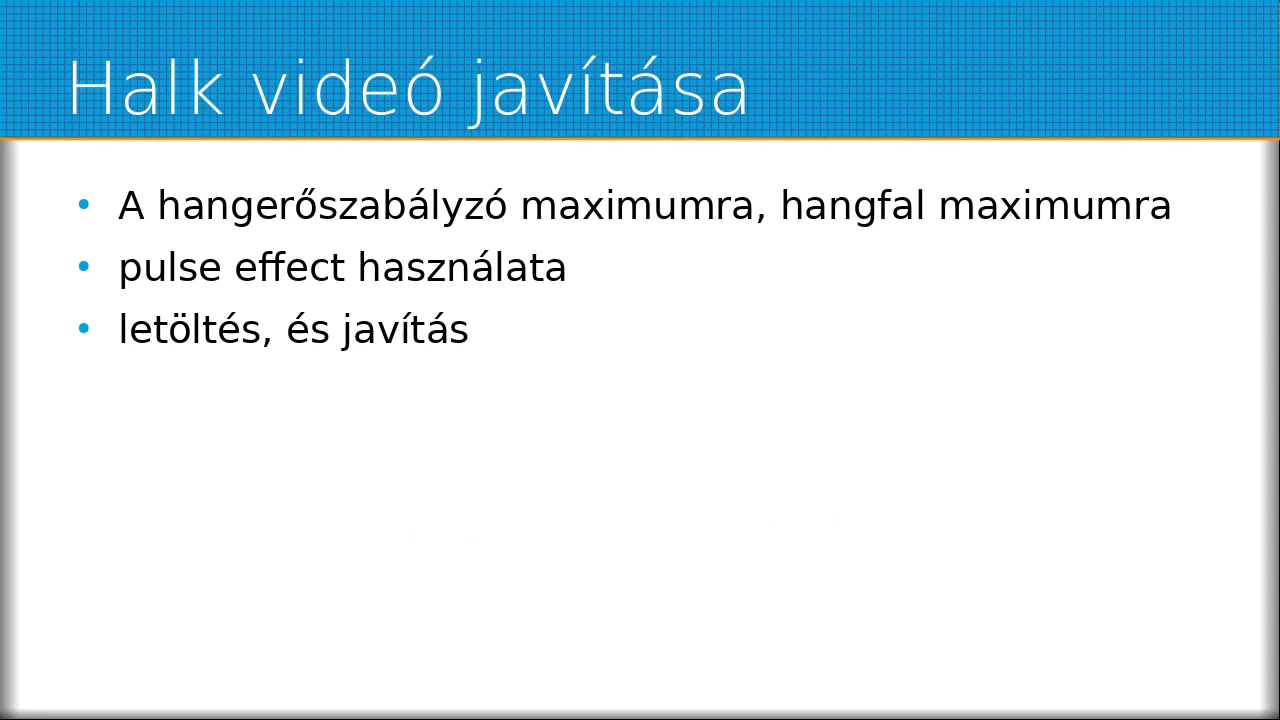 Halk videó javítása
• A hangerőszabályzó maximumra, hangfal maximumra
• pulse effect használata
• letöltés, és javítás